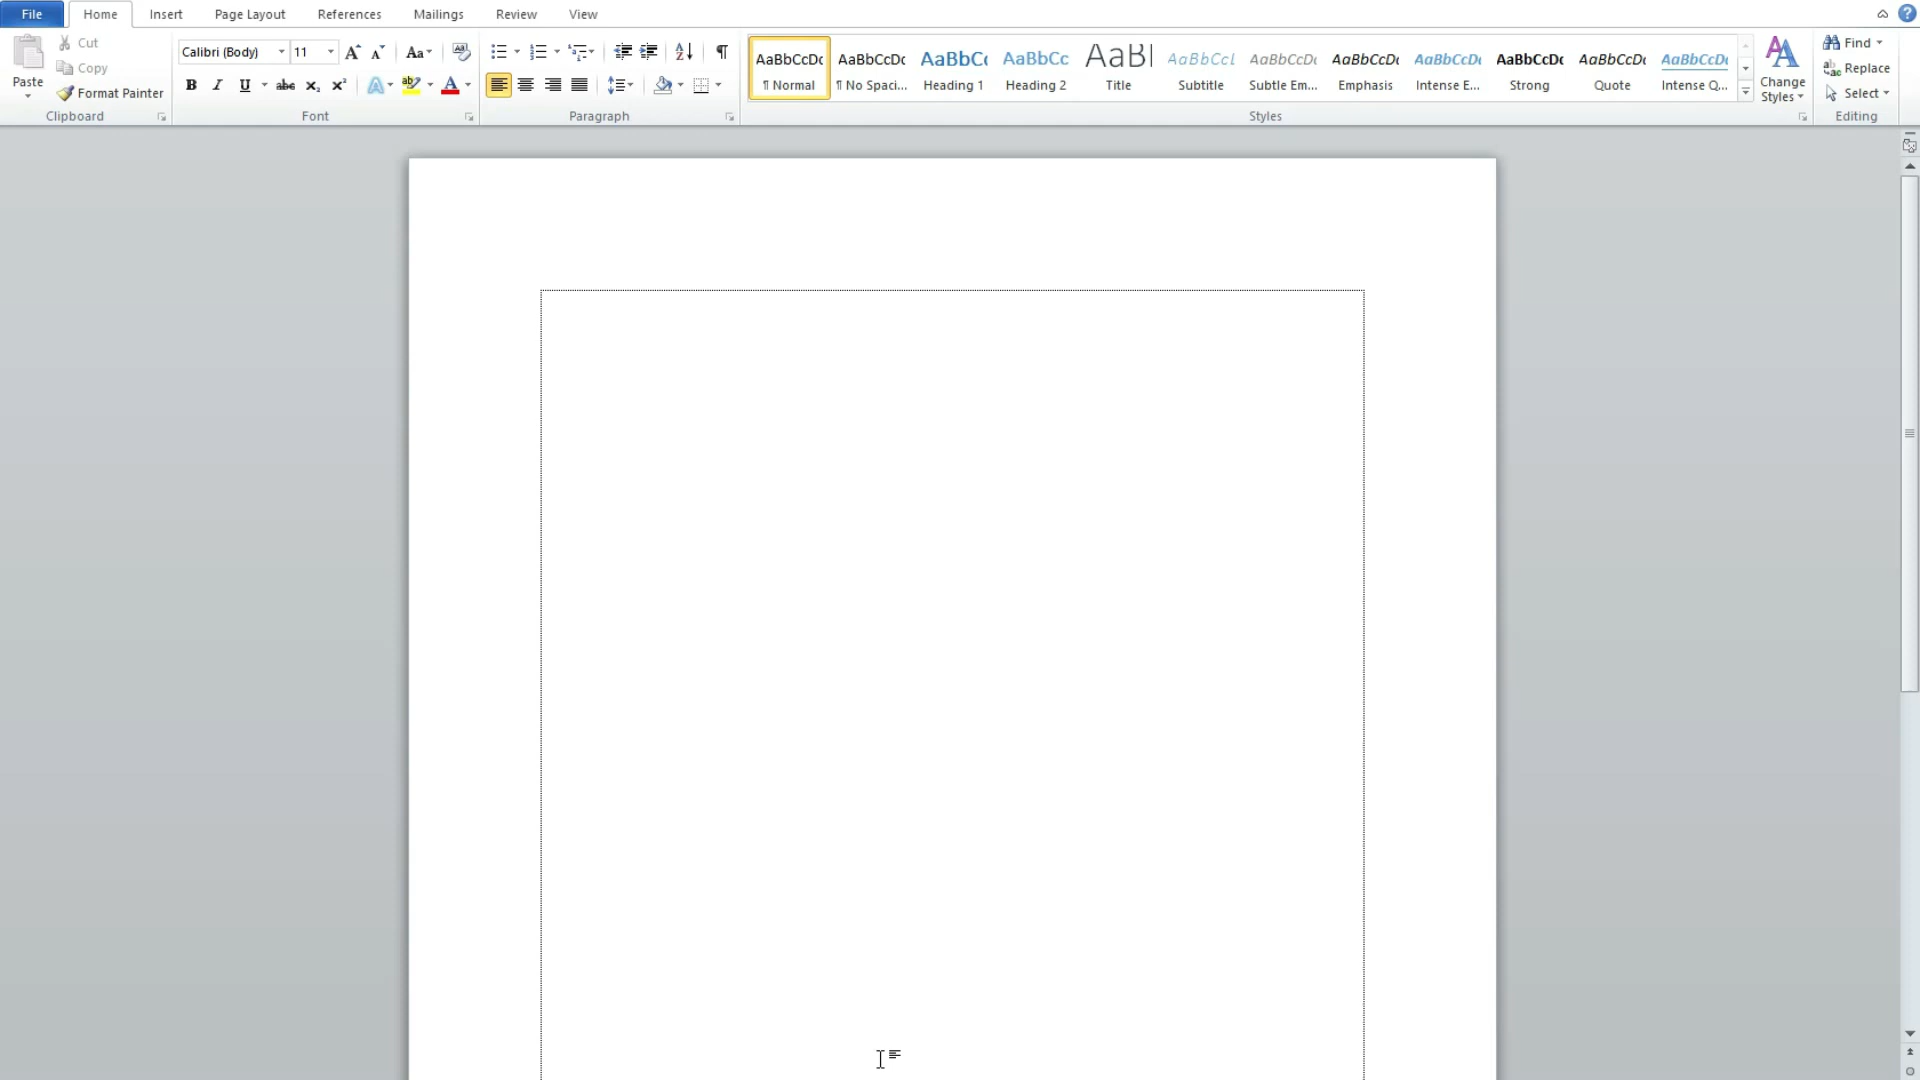 File Home Insert Page Layout References Mailings Review View
Paste
Cut
Copy
Format Painter
Clipboard
Calibri (Body) 11
Font
Paragraph
AaBbCcDc AaBbCcDc AaBbC AaBbCc AaB AaBbCcL AaBbCcDc AaBbCcDc AaBbCcDc AaBbCcDc AaBbCcDc AaBbCcDc
¶ Normal ¶ No Spaci... Heading 1 Heading 2 Title Subtitle Subtle Em... Emphasis Intense E... Strong Quote Intense Q...
Styles
Change
Styles
Find
Replace
Select
Editing